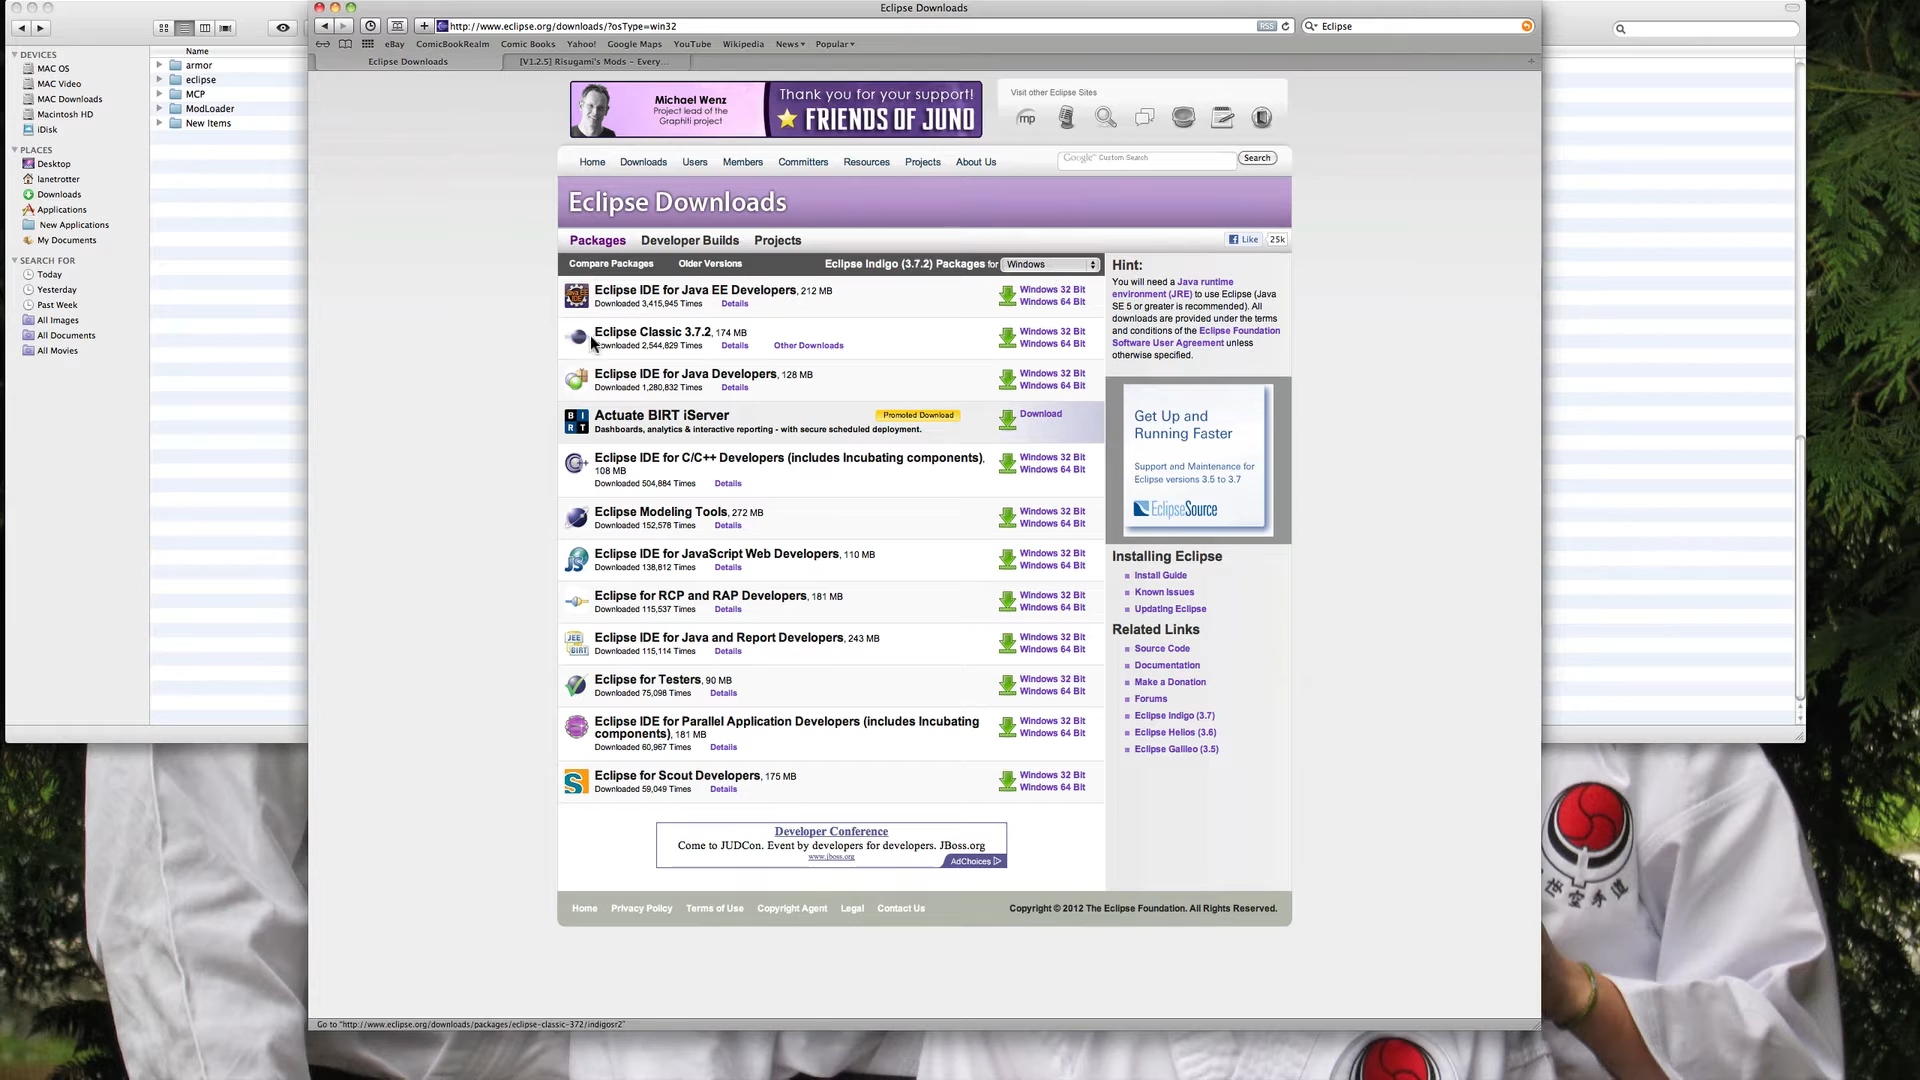 Eclipse Downloads
http://www.eclipse.org/downloads/?osType=win32
RSS
Eclipse
eBay ComicBookRealm Comic Books Yahoo! Google Maps YouTube Wikipedia News Popular
Eclipse Downloads
[V1.2.5] Risugami's Mods - Every...
DEVICES
MAC OS
MAC Video
MAC Downloads
Macintosh HD
iDisk
PLACES
Desktop
lanetrotter
Downloads
Applications
New Applications
My Documents
SEARCH FOR
Today
Yesterday
Past Week
All Images
All Documents
All Movies
Name
armor
eclipse
MCP
ModLoader
New Items
Michael Wenz
Project lead of the
Graphiti project
Thank you for your support!
FRIENDS OF JUNO
Visit other Eclipse Sites
mp
Home Downloads Users Members Committers Resources Projects About Us
Google™ Custom Search
Search
Eclipse Downloads
Packages Developer Builds Projects
Like 25k
Compare Packages Older Versions Eclipse Indigo (3.7.2) Packages for Windows
Eclipse IDE for Java EE Developers, 212 MB
Downloaded 3,415,945 Times Details
Windows 32 Bit
Windows 64 Bit
Eclipse Classic 3.7.2, 174 MB
Downloaded 2,544,829 Times Details Other Downloads
Windows 32 Bit
Windows 64 Bit
Eclipse IDE for Java Developers, 128 MB
Downloaded 1,280,832 Times Details
Windows 32 Bit
Windows 64 Bit
BIRT
Actuate BIRT iServer
Promoted Download
Download
Dashboards, analytics & interactive reporting - with secure scheduled deployment.
Eclipse IDE for C/C++ Developers (includes Incubating components),
108 MB
Downloaded 504,884 Times Details
Windows 32 Bit
Windows 64 Bit
Eclipse Modeling Tools, 272 MB
Downloaded 152,578 Times Details
Windows 32 Bit
Windows 64 Bit
JS
Eclipse IDE for JavaScript Web Developers, 110 MB
Downloaded 138,812 Times Details
Windows 32 Bit
Windows 64 Bit
Eclipse for RCP and RAP Developers, 181 MB
Downloaded 115,537 Times Details
Windows 32 Bit
Windows 64 Bit
JEE
BIRT
Eclipse IDE for Java and Report Developers, 243 MB
Downloaded 115,114 Times Details
Windows 32 Bit
Windows 64 Bit
Eclipse for Testers, 90 MB
Downloaded 75,098 Times Details
Windows 32 Bit
Windows 64 Bit
Eclipse IDE for Parallel Application Developers (includes Incubating
components), 181 MB
Downloaded 60,967 Times Details
Windows 32 Bit
Windows 64 Bit
S
Eclipse for Scout Developers, 175 MB
Downloaded 59,049 Times Details
Windows 32 Bit
Windows 64 Bit
Developer Conference
Come to JUDCon. Event by developers for developers. JBoss.org
www.jboss.org
AdChoices
Hint:
You will need a Java runtime
environment (JRE) to use Eclipse (Java
SE 5 or greater is recommended). All
downloads are provided under the terms
and conditions of the Eclipse Foundation
Software User Agreement unless
otherwise specified.
Get Up and
Running Faster
Support and Maintenance for
Eclipse versions 3.5 to 3.7
EclipseSource
Installing Eclipse
Install Guide
Known Issues
Updating Eclipse
Related Links
Source Code
Documentation
Make a Donation
Forums
Eclipse Indigo (3.7)
Eclipse Helios (3.6)
Eclipse Galileo (3.5)
Home Privacy Policy Terms of Use Copyright Agent Legal Contact Us
Copyright © 2012 The Eclipse Foundation. All Rights Reserved.
Go to "http://www.eclipse.org/downloads/packages/eclipse-classic-372/indigosr2"